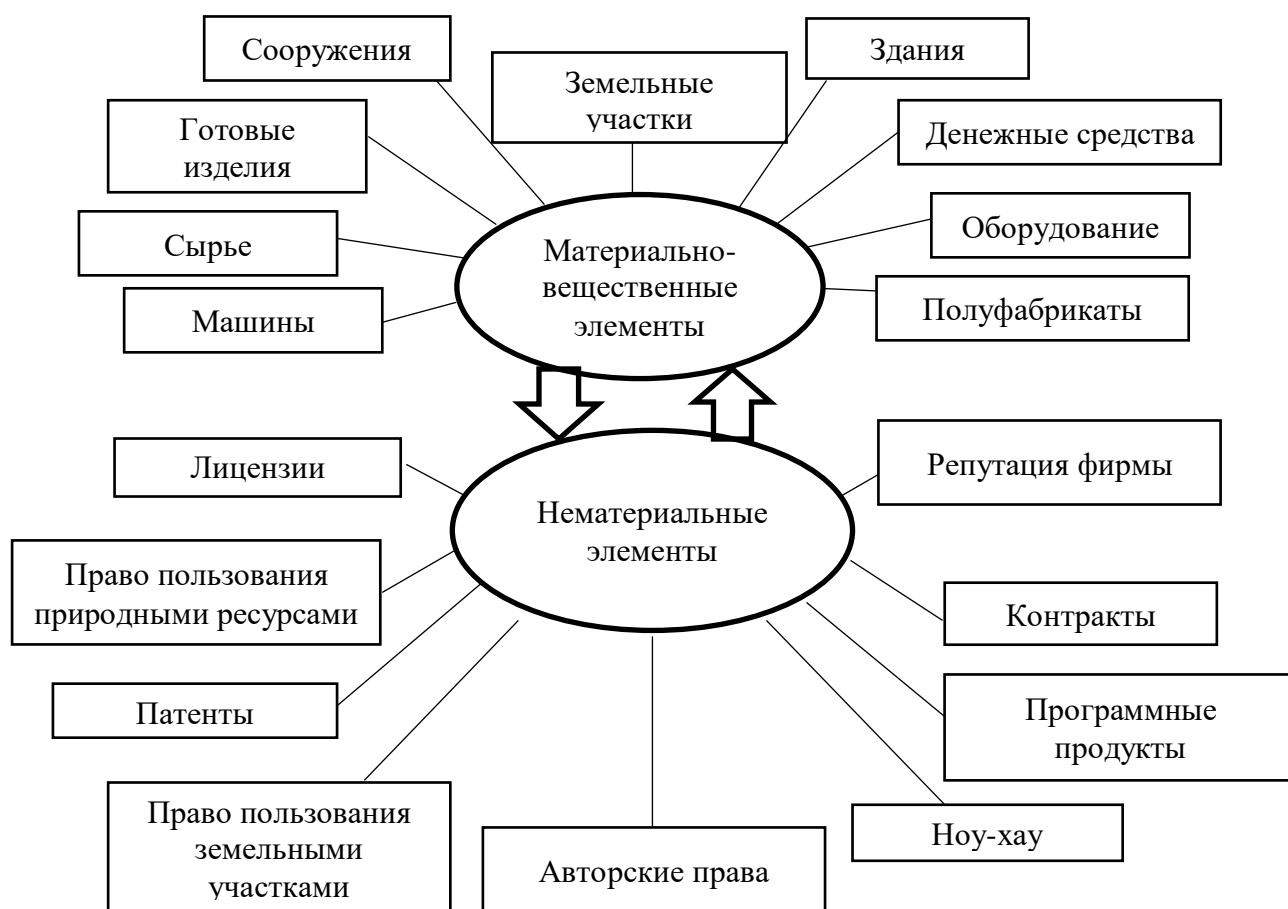 Сооружения
Земельные
участки
Здания
Готовые
изделия
Денежные средства
Сырье
Оборудование
Материально-
вещественные
элементы
Машины
Полуфабрикаты
Лицензии
Репутация фирмы
Нематериальные
элементы
Право пользования
природными ресурсами
Контракты
Патенты
Программные
продукты
Право пользования
земельными
участками
Авторские права
Ноу-хау